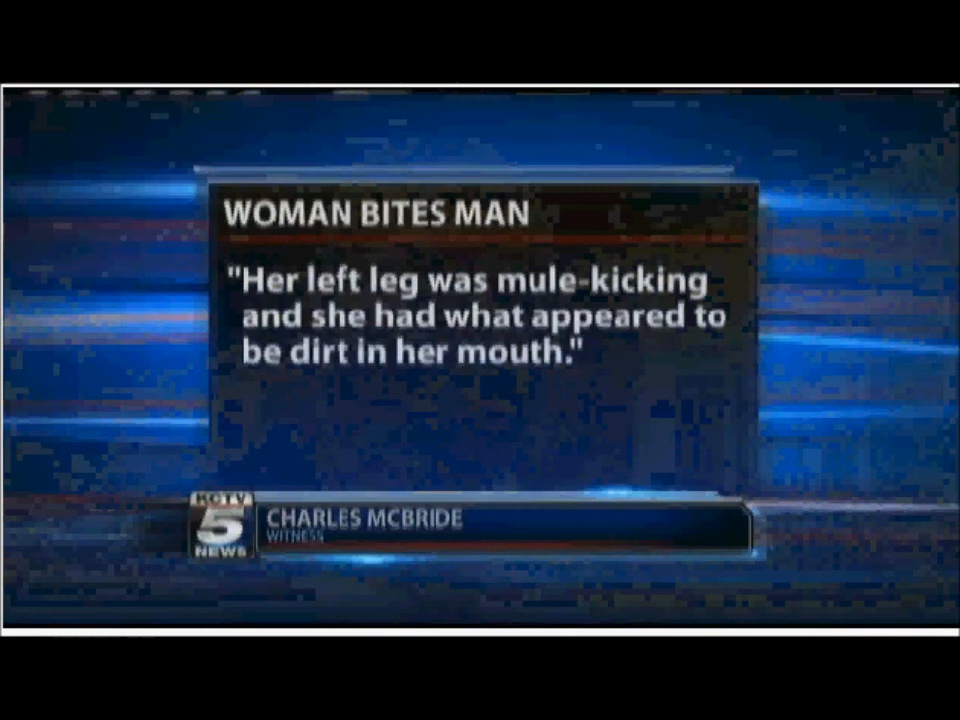 WOMAN BITES MAN
"Her left leg was mule-kicking
and she had what appeared to
be dirt in her mouth."
KCTV
5
NEWS
CHARLES MCBRIDE
WITNESS